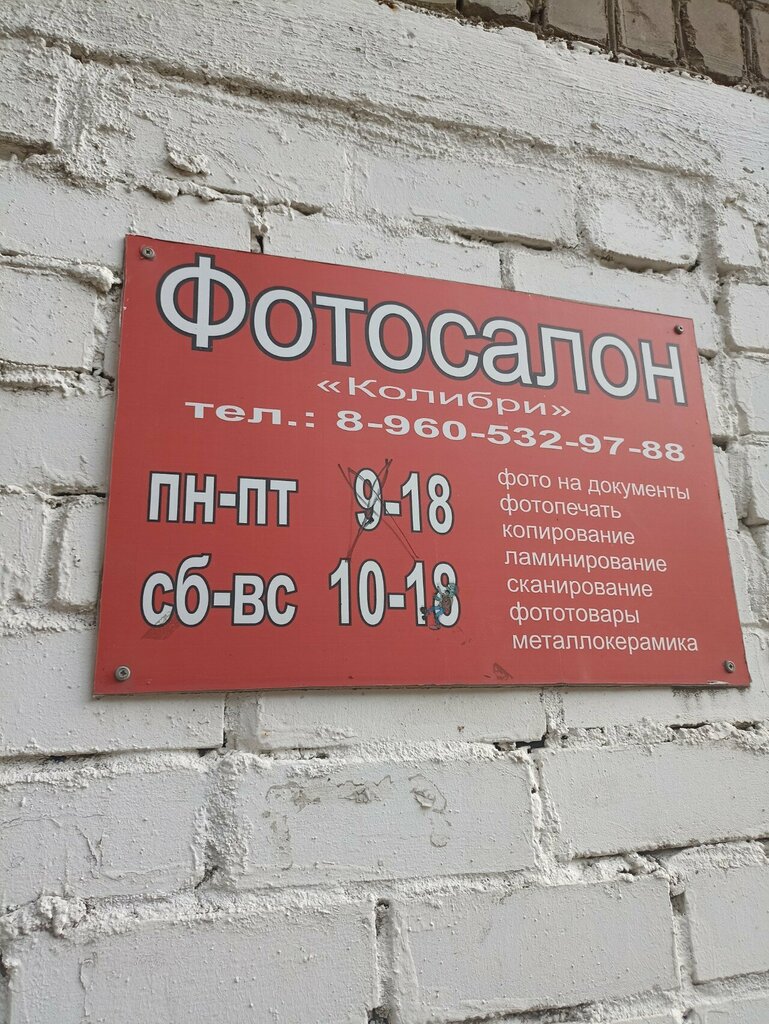 Фотосалон
«Колибри»
тел.: 8-960-532-97-88
пн-пт 9-18
сб-вс 10-18
фото на документы
фотопечать
копирование
ламинирование
сканирование
фототовары
металлокерамика